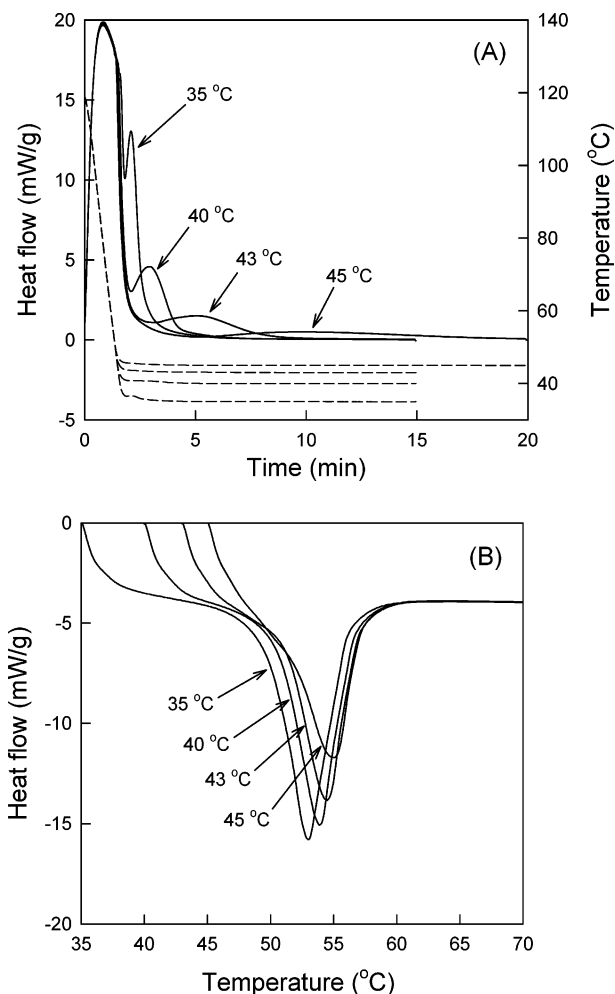 20
15
10
5
0
-5
Heat flow (mW/g)
140
120
100
80
60
40
Temperature (°C)
(A)
35 °C
40 °C
43 °C
45 °C
0
5
10
15
20
Time (min)
0
-5
-10
-15
-20
Heat flow (mW/g)
(B)
35 °C
40 °C
43 °C
45 °C
35
40
45
50
55
60
65
70
Temperature (°C)